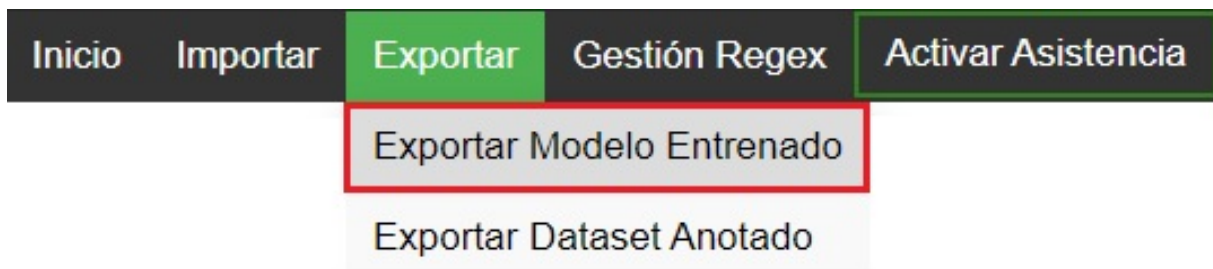 Inicio Importar Exportar Gestión Regex Activar Asistencia
Exportar Modelo Entrenado
Exportar Dataset Anotado